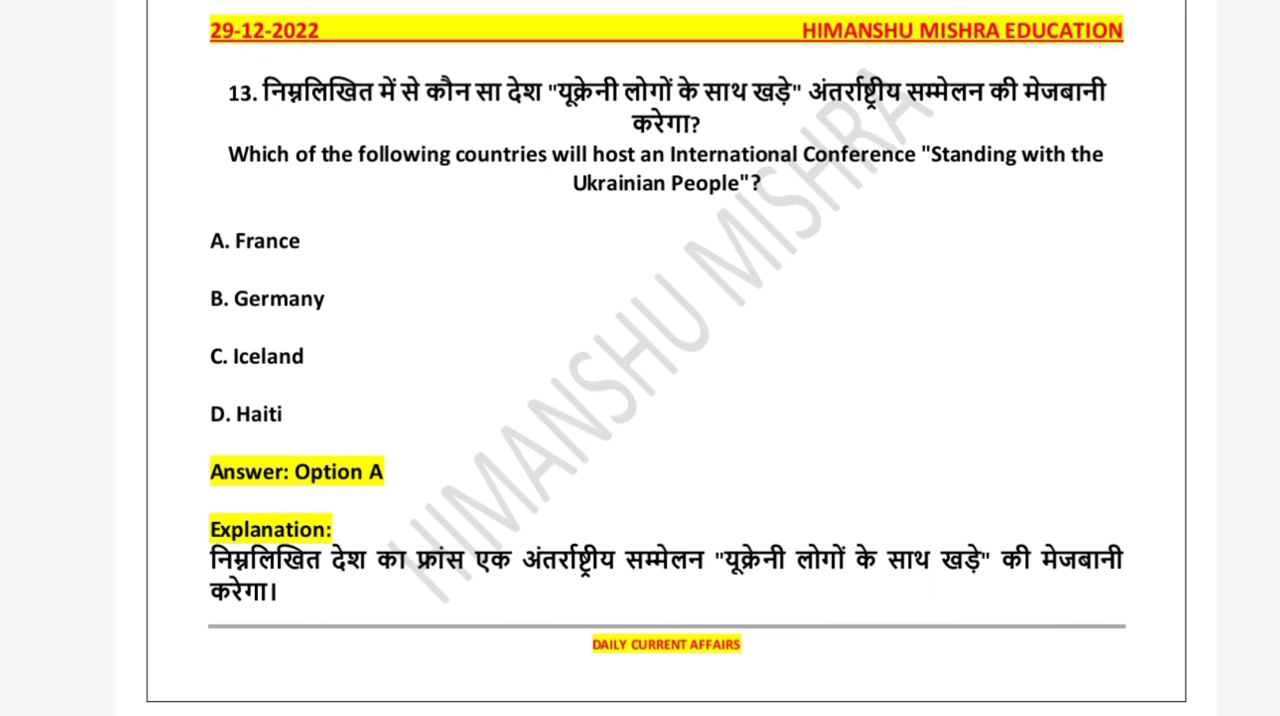 29-12-2022 HIMANSHU MISHRA EDUCATION
13. निम्नलिखित में से कौन सा देश "यूक्रेनी लोगों के साथ खड़े" अंतर्राष्ट्रीय सम्मेलन की मेजबानी
करेगा?
Which of the following countries will host an International Conference "Standing with the
Ukrainian People"?
A. France
B. Germany
C. Iceland
D. Haiti
Answer: Option A
Explanation:
निम्नलिखित देश का फ्रांस एक अंतर्राष्ट्रीय सम्मेलन "यूक्रेनी लोगों के साथ खड़े" की मेजबानी
करेगा।
DAILY CURRENT AFFAIRS
HIMANSHU MISHRA